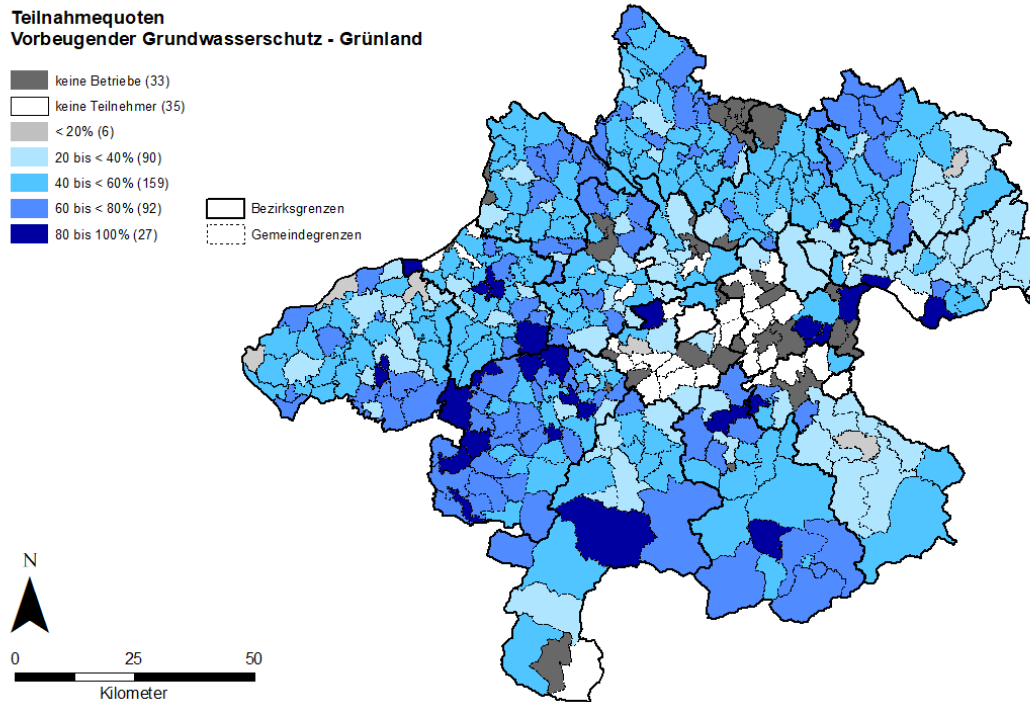 Teilnahmequoten
Vorbeugender Grundwasserschutz - Grünland
keine Betriebe (33)
keine Teilnehmer (35)
< 20% (6)
20 bis < 40% (90)
40 bis < 60% (159)
60 bis < 80% (92)
80 bis 100% (27)
Bezirksgrenzen
Gemeindegrenzen
N
0 25 50
Kilometer